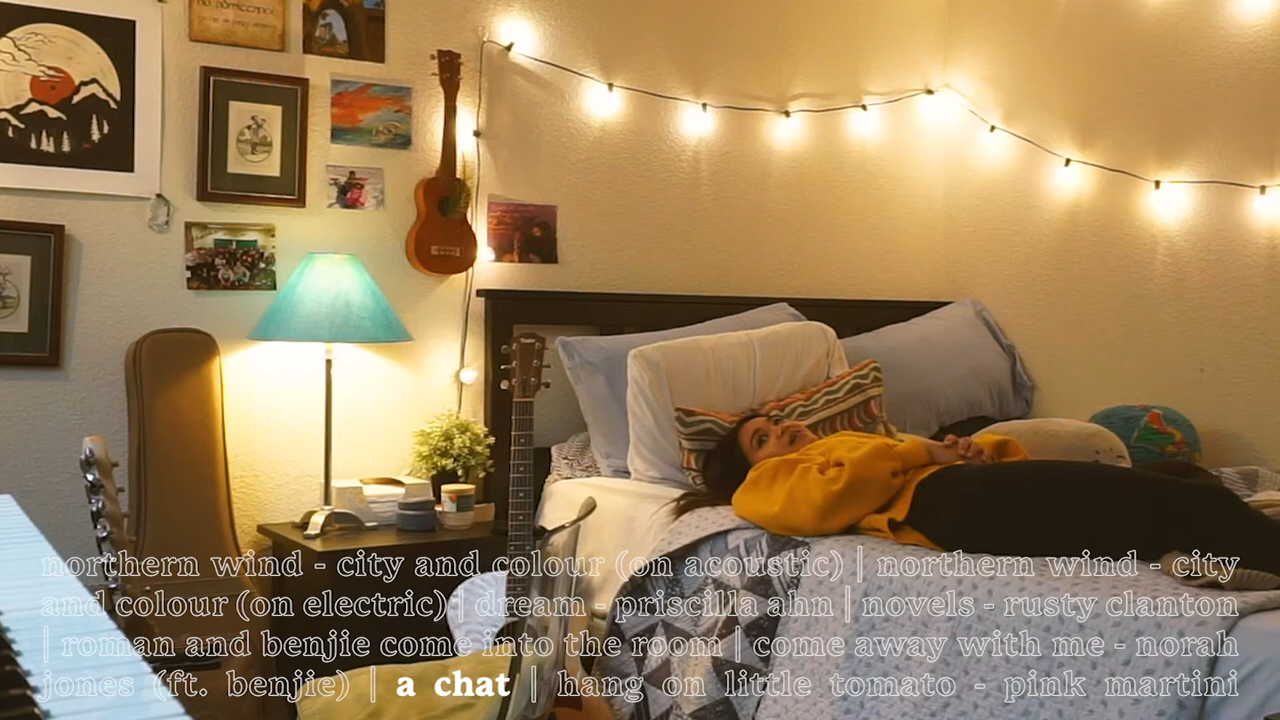 no admittance
northern wind - city and colour (on acoustic) | northern wind - city
and colour (on electric) | dream - priscilla ahn | novels - rusty clanton
| roman and benjie come into the room | come away with me - norah
jones (ft. benjie) | a chat | hang on little tomato - pink martini